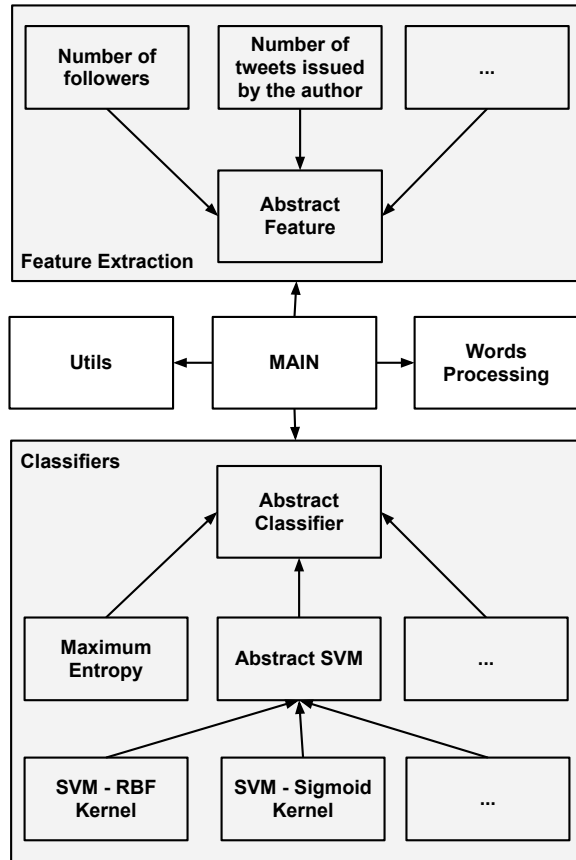 Number of
followers
Number of
tweets issued
by the author
...
Abstract
Feature
Feature Extraction
Utils
MAIN
Words
Processing
Classifiers
Abstract
Classifier
Maximum
Entropy
Abstract SVM
...
SVM - RBF
Kernel
SVM - Sigmoid
Kernel
...